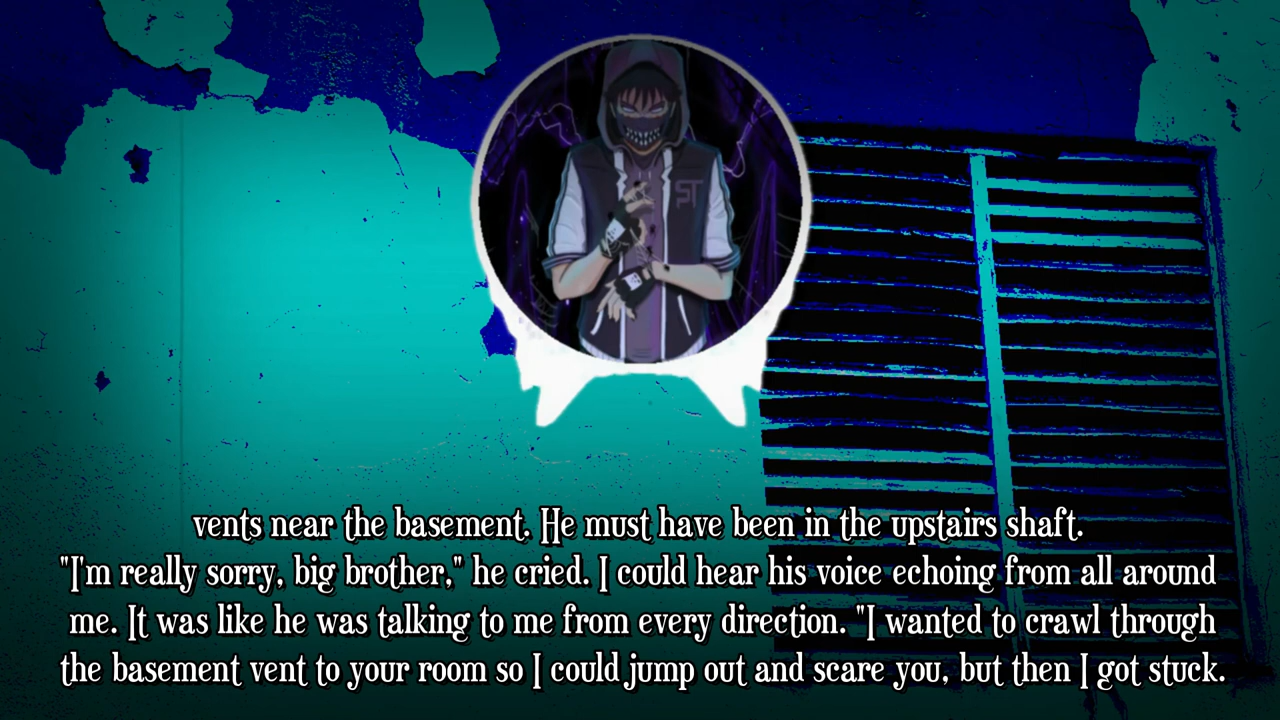 ST
vents near the basement. He must have been in the upstairs shaft.
"I'm really sorry, big brother," he cried. I could hear his voice echoing from all around
me. It was like he was talking to me from every direction. "I wanted to crawl through
the basement vent to your room so I could jump out and scare you, but then I got stuck.